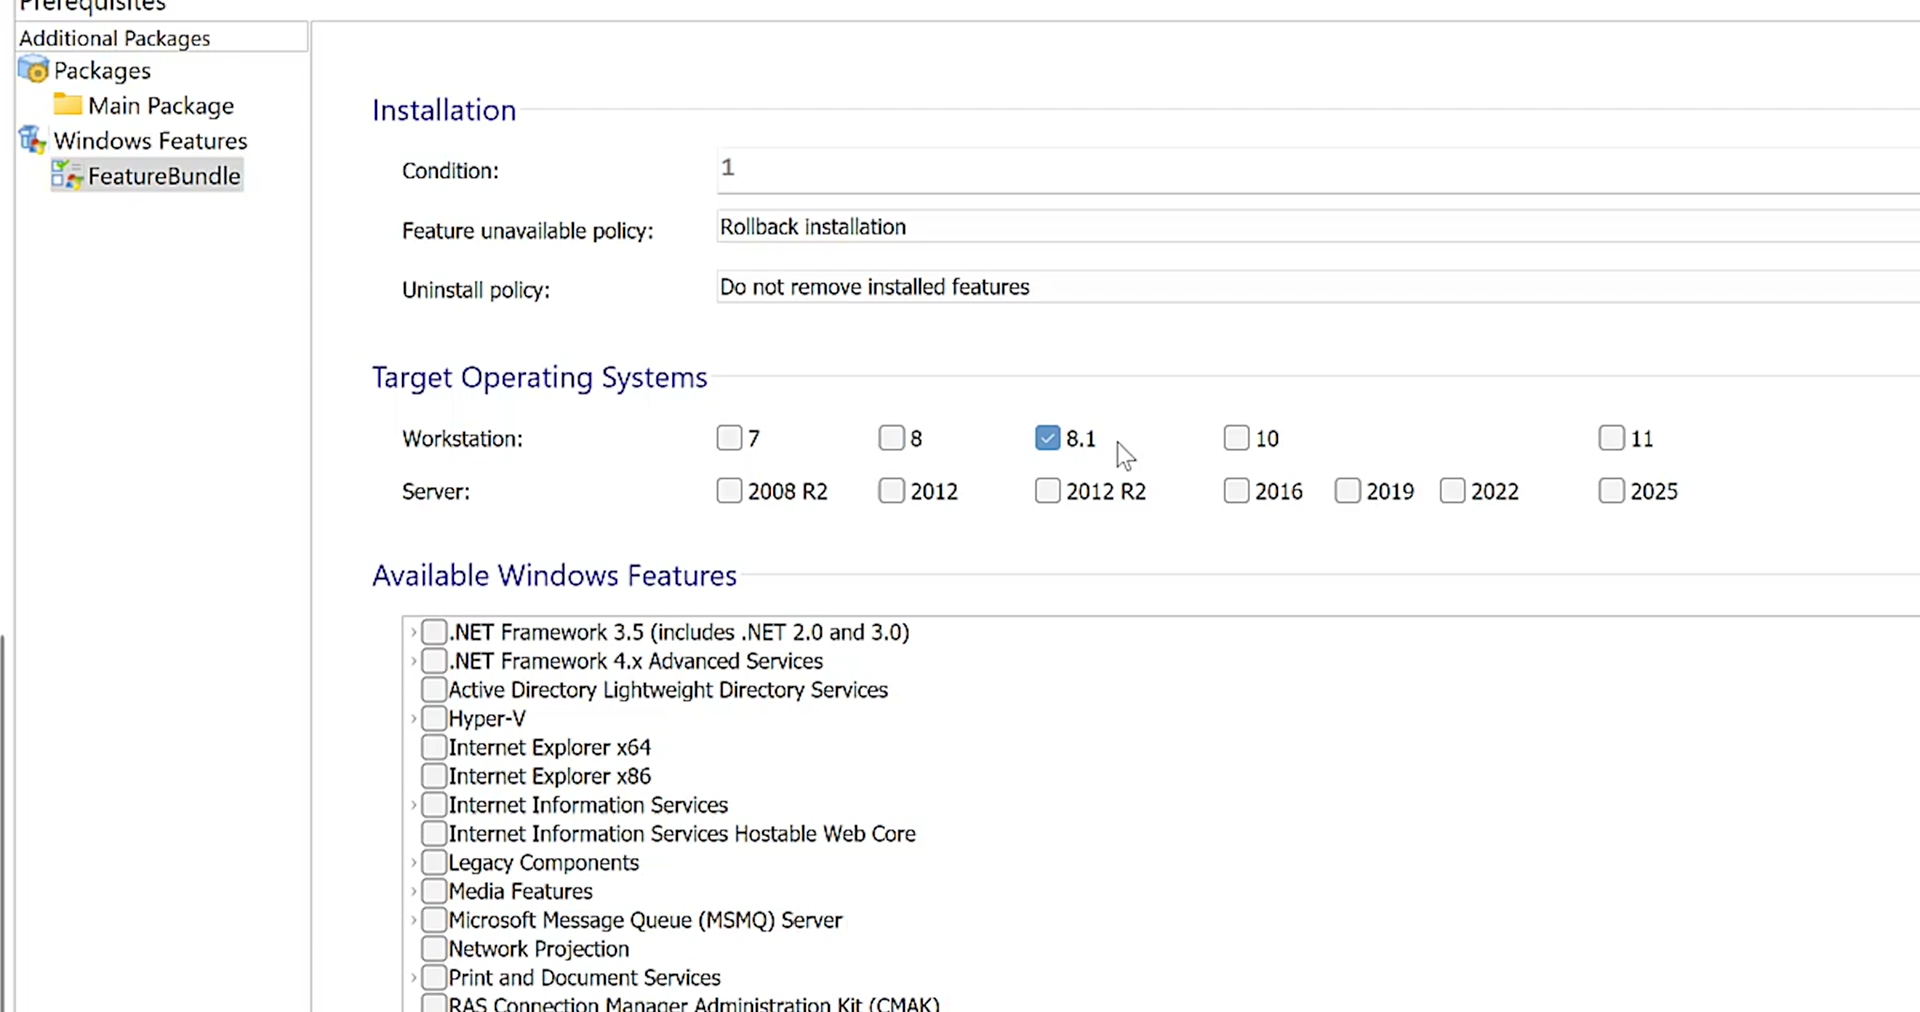 Prerequisites
Additional Packages
Packages
Main Package
Windows Features
FeatureBundle
Installation
Condition: 1
Feature unavailable policy: Rollback installation
Uninstall policy: Do not remove installed features
Target Operating Systems
Workstation: 7 8 8.1 10 11
Server: 2008 R2 2012 2012 R2 2016 2019 2022 2025
Available Windows Features
.NET Framework 3.5 (includes .NET 2.0 and 3.0)
.NET Framework 4.x Advanced Services
Active Directory Lightweight Directory Services
Hyper-V
Internet Explorer x64
Internet Explorer x86
Internet Information Services
Internet Information Services Hostable Web Core
Legacy Components
Media Features
Microsoft Message Queue (MSMQ) Server
Network Projection
Print and Document Services
RAS Connection Manager Administration Kit (CMAK)